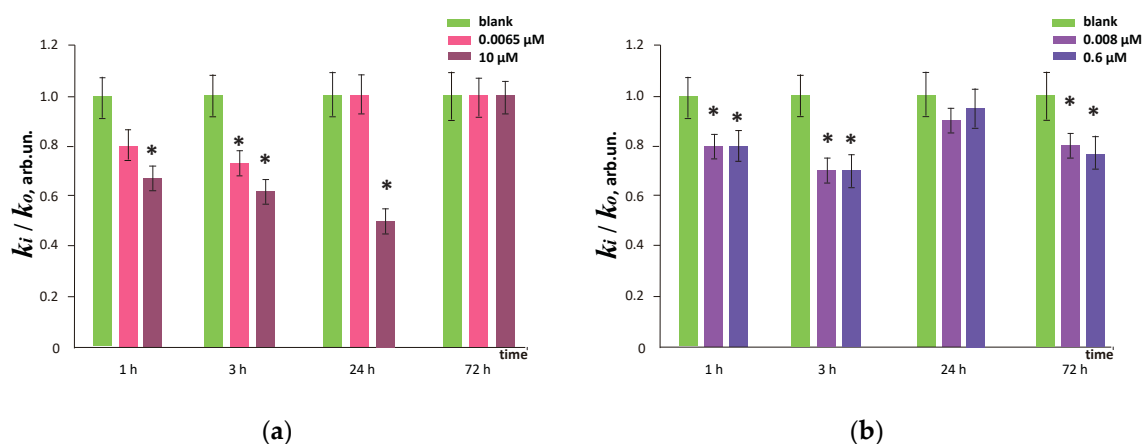 blank
0.0065 µM
10 µM
1.2
1.0
0.8
0.6
0.4
0.2
0
ki / ko, arb.un.
*
*
*
*
time
1 h
3 h
24 h
72 h
(a)
blank
0.008 µM
0.6 µM
1.2
1.0
0.8
0.6
0.4
0.2
0
ki / ko, arb.un.
*
*
*
*
*
*
time
1 h
3 h
24 h
72 h
(b)